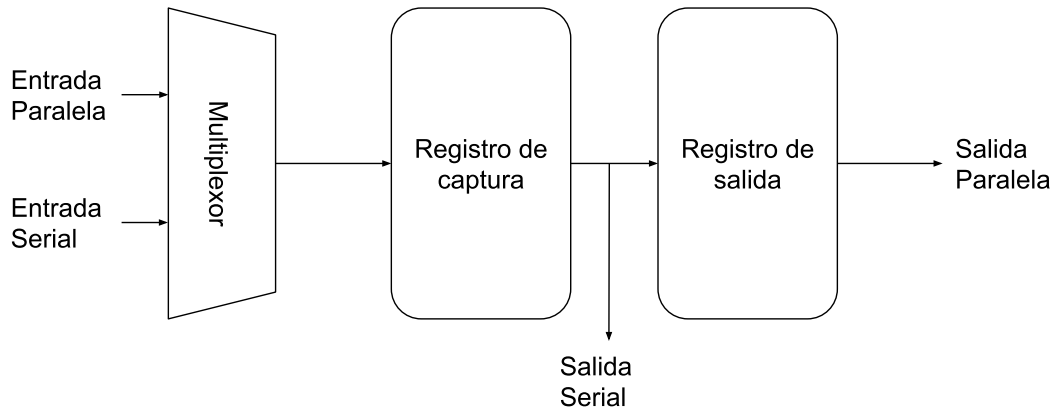 Entrada
Paralela
Entrada
Serial
Multiplexor
Registro de
captura
Registro de
salida
Salida
Paralela
Salida
Serial